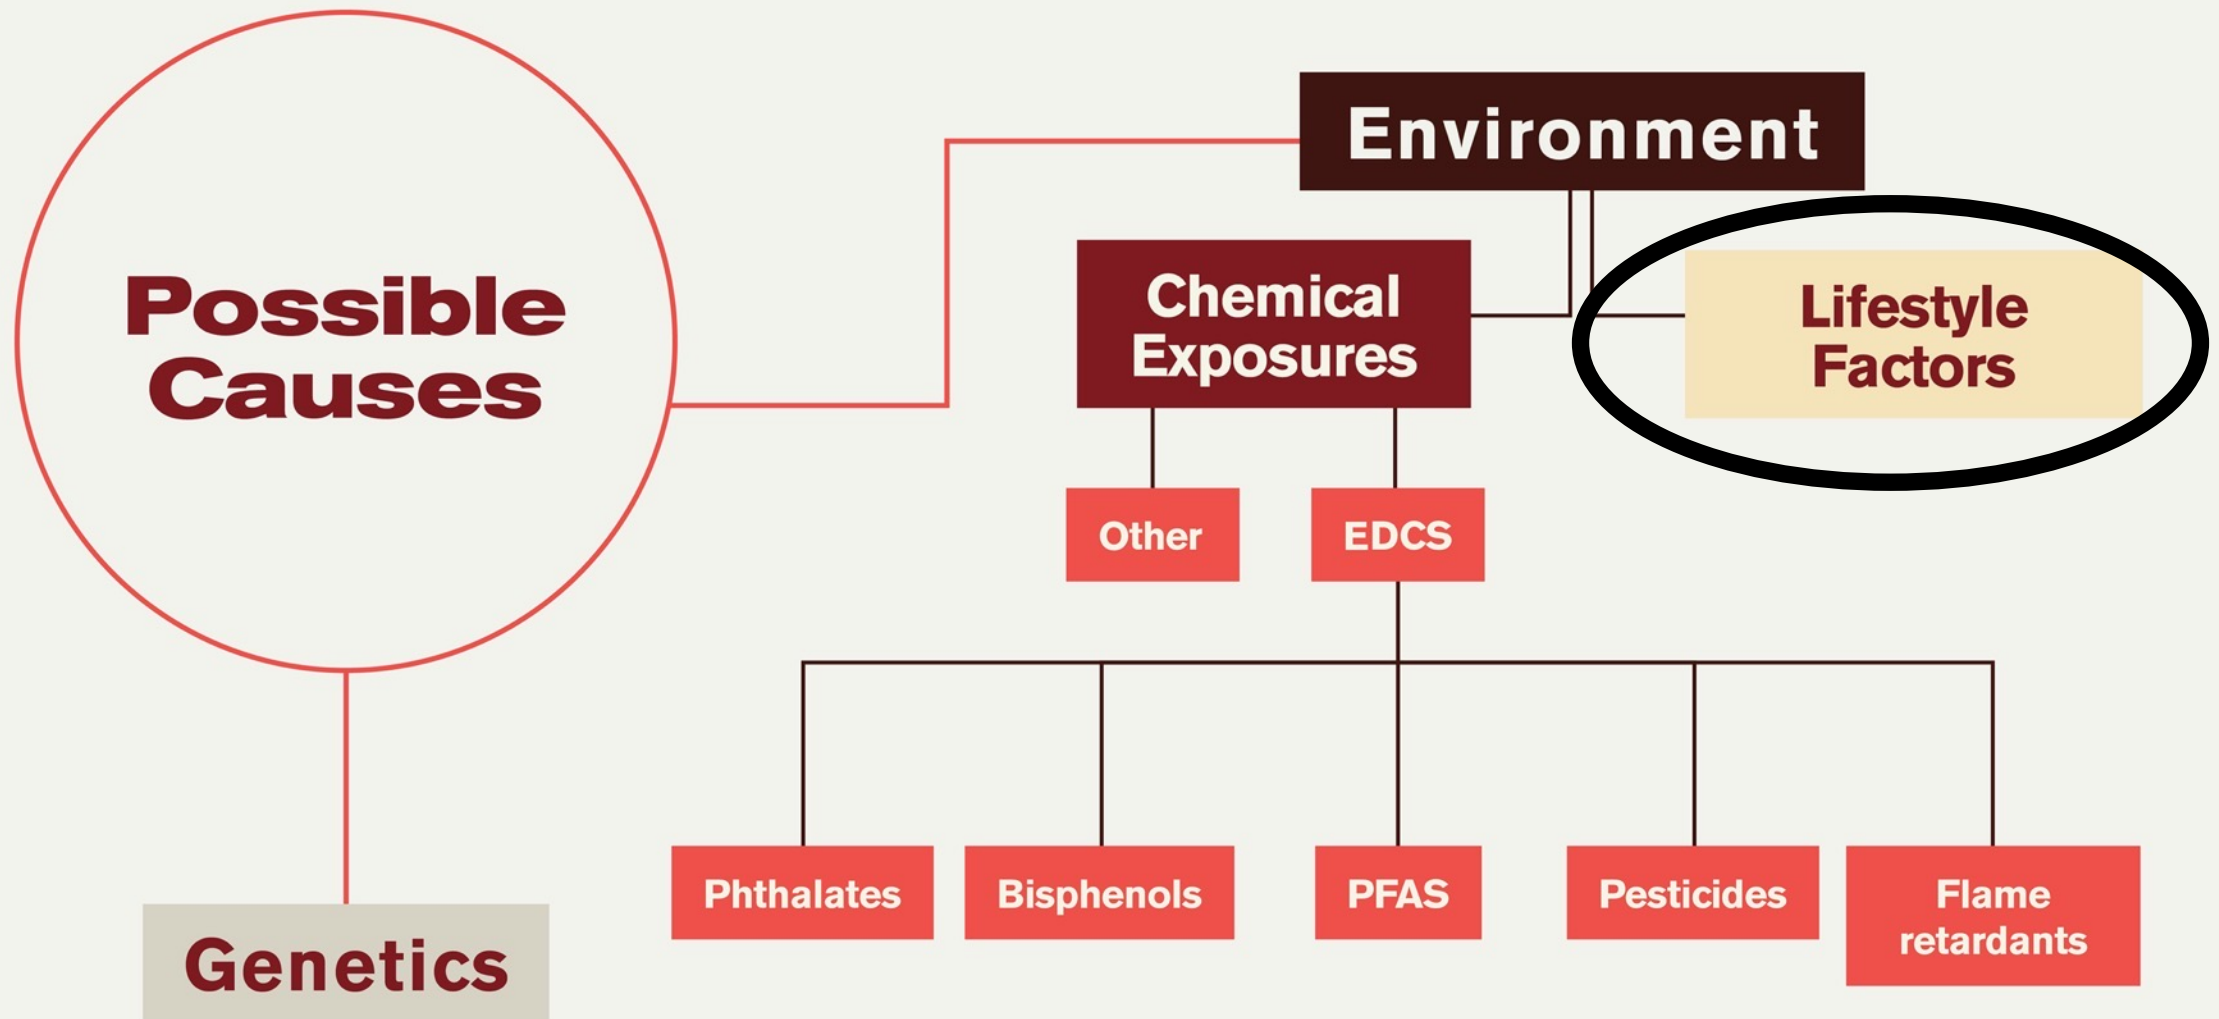 Possible
Causes
Environment
Chemical
Exposures
Lifestyle
Factors
Other
EDCS
Phthalates
Bisphenols
PFAS
Pesticides
Flame
retardants
Genetics